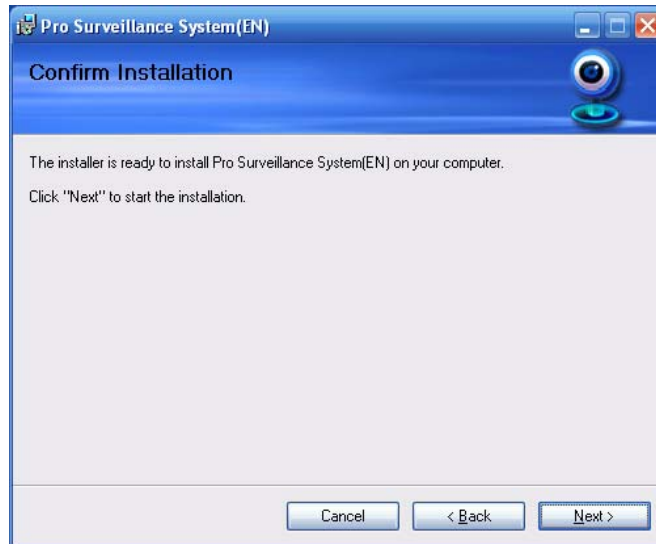 Pro Surveillance System(EN)
Confirm Installation
The installer is ready to install Pro Surveillance System(EN) on your computer.
Click "Next" to start the installation.
Cancel
< Back
Next >